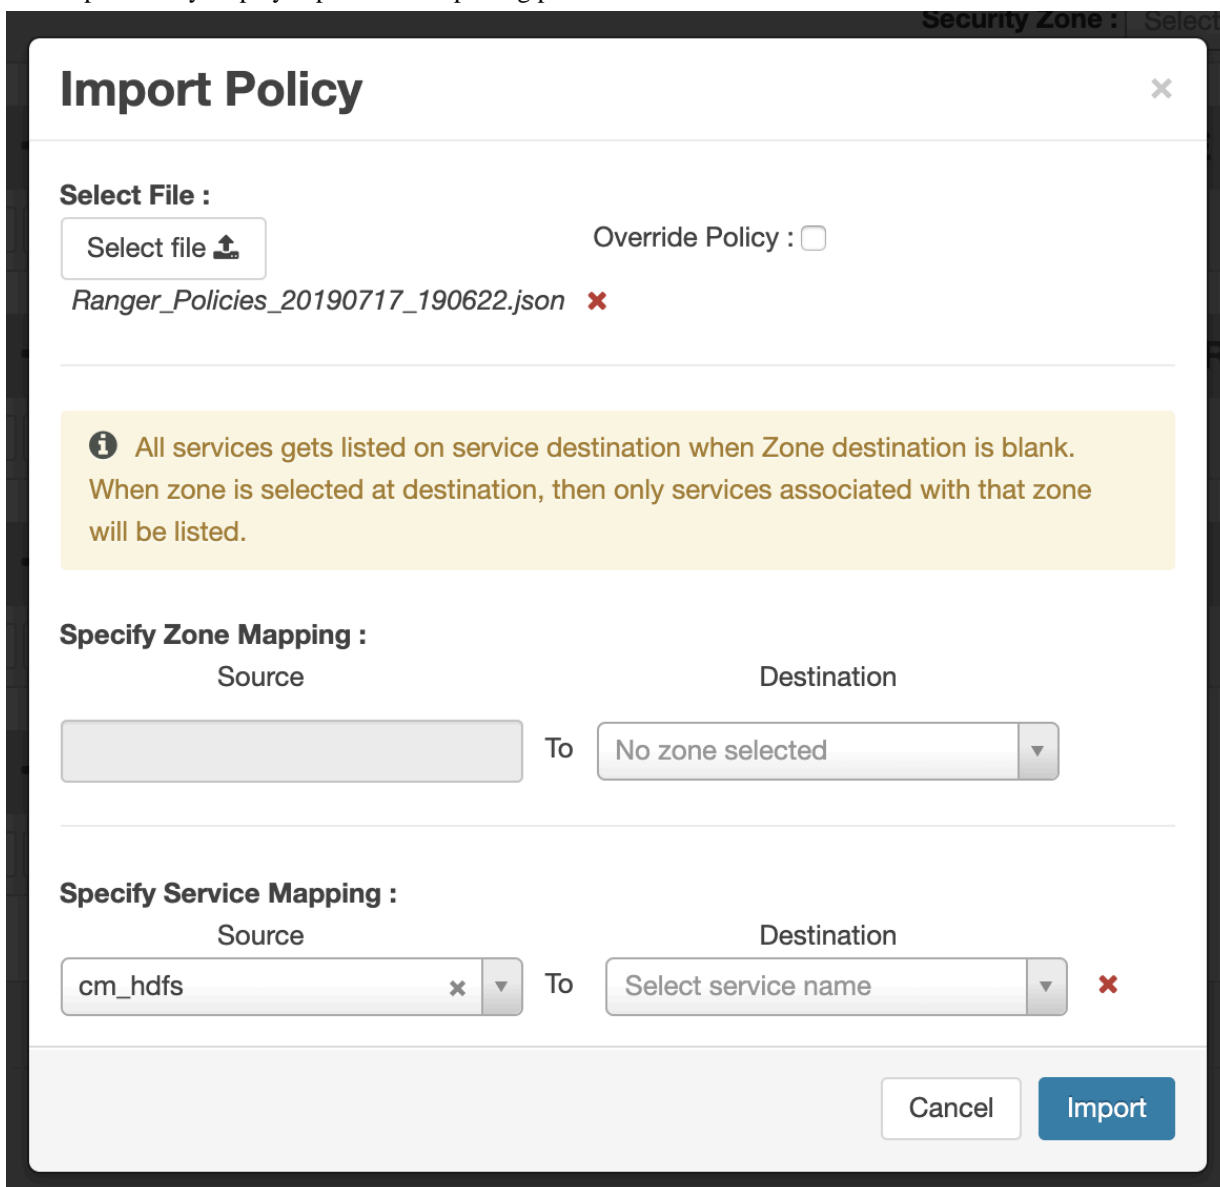 Security Zone : Select
Import Policy
×
Select File :
Select file
Override Policy :
Ranger_Policies_20190717_190622.json
All services gets listed on service destination when Zone destination is blank.
When zone is selected at destination, then only services associated with that zone
will be listed.
Specify Zone Mapping :
Source Destination
To No zone selected
Specify Service Mapping :
Source Destination
cm_hdfs To Select service name
Cancel Import